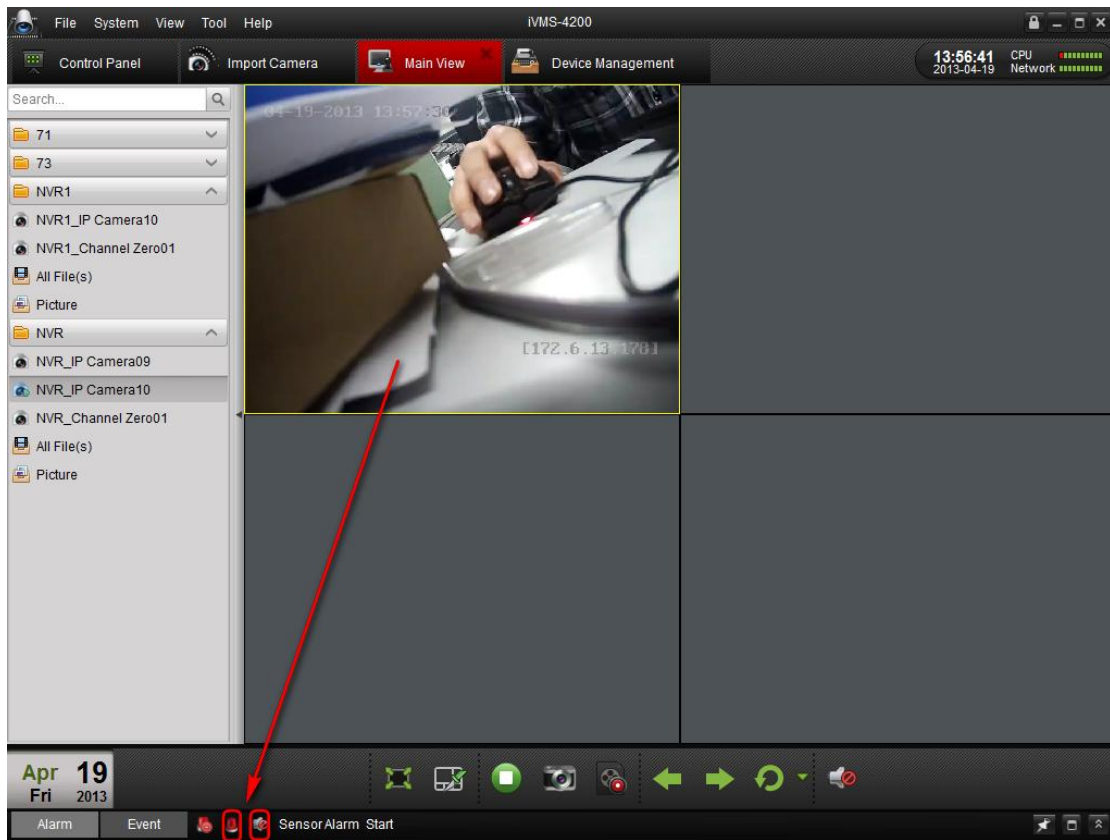 File System View Tool Help iVMS-4200
Control Panel Import Camera Main View Device Management 13:56:41 CPU
2013-04-19 Network
Search...
71
73
NVR1
NVR1_IP Camera10
NVR1_Channel Zero01
All File(s)
Picture
NVR
NVR_IP Camera09
NVR_IP Camera10
NVR_Channel Zero01
All File(s)
Picture
04-19-2013 13:57:30
[172.6.13.178]
Apr 19
Fri 2013
Alarm Event SensorAlarm Start